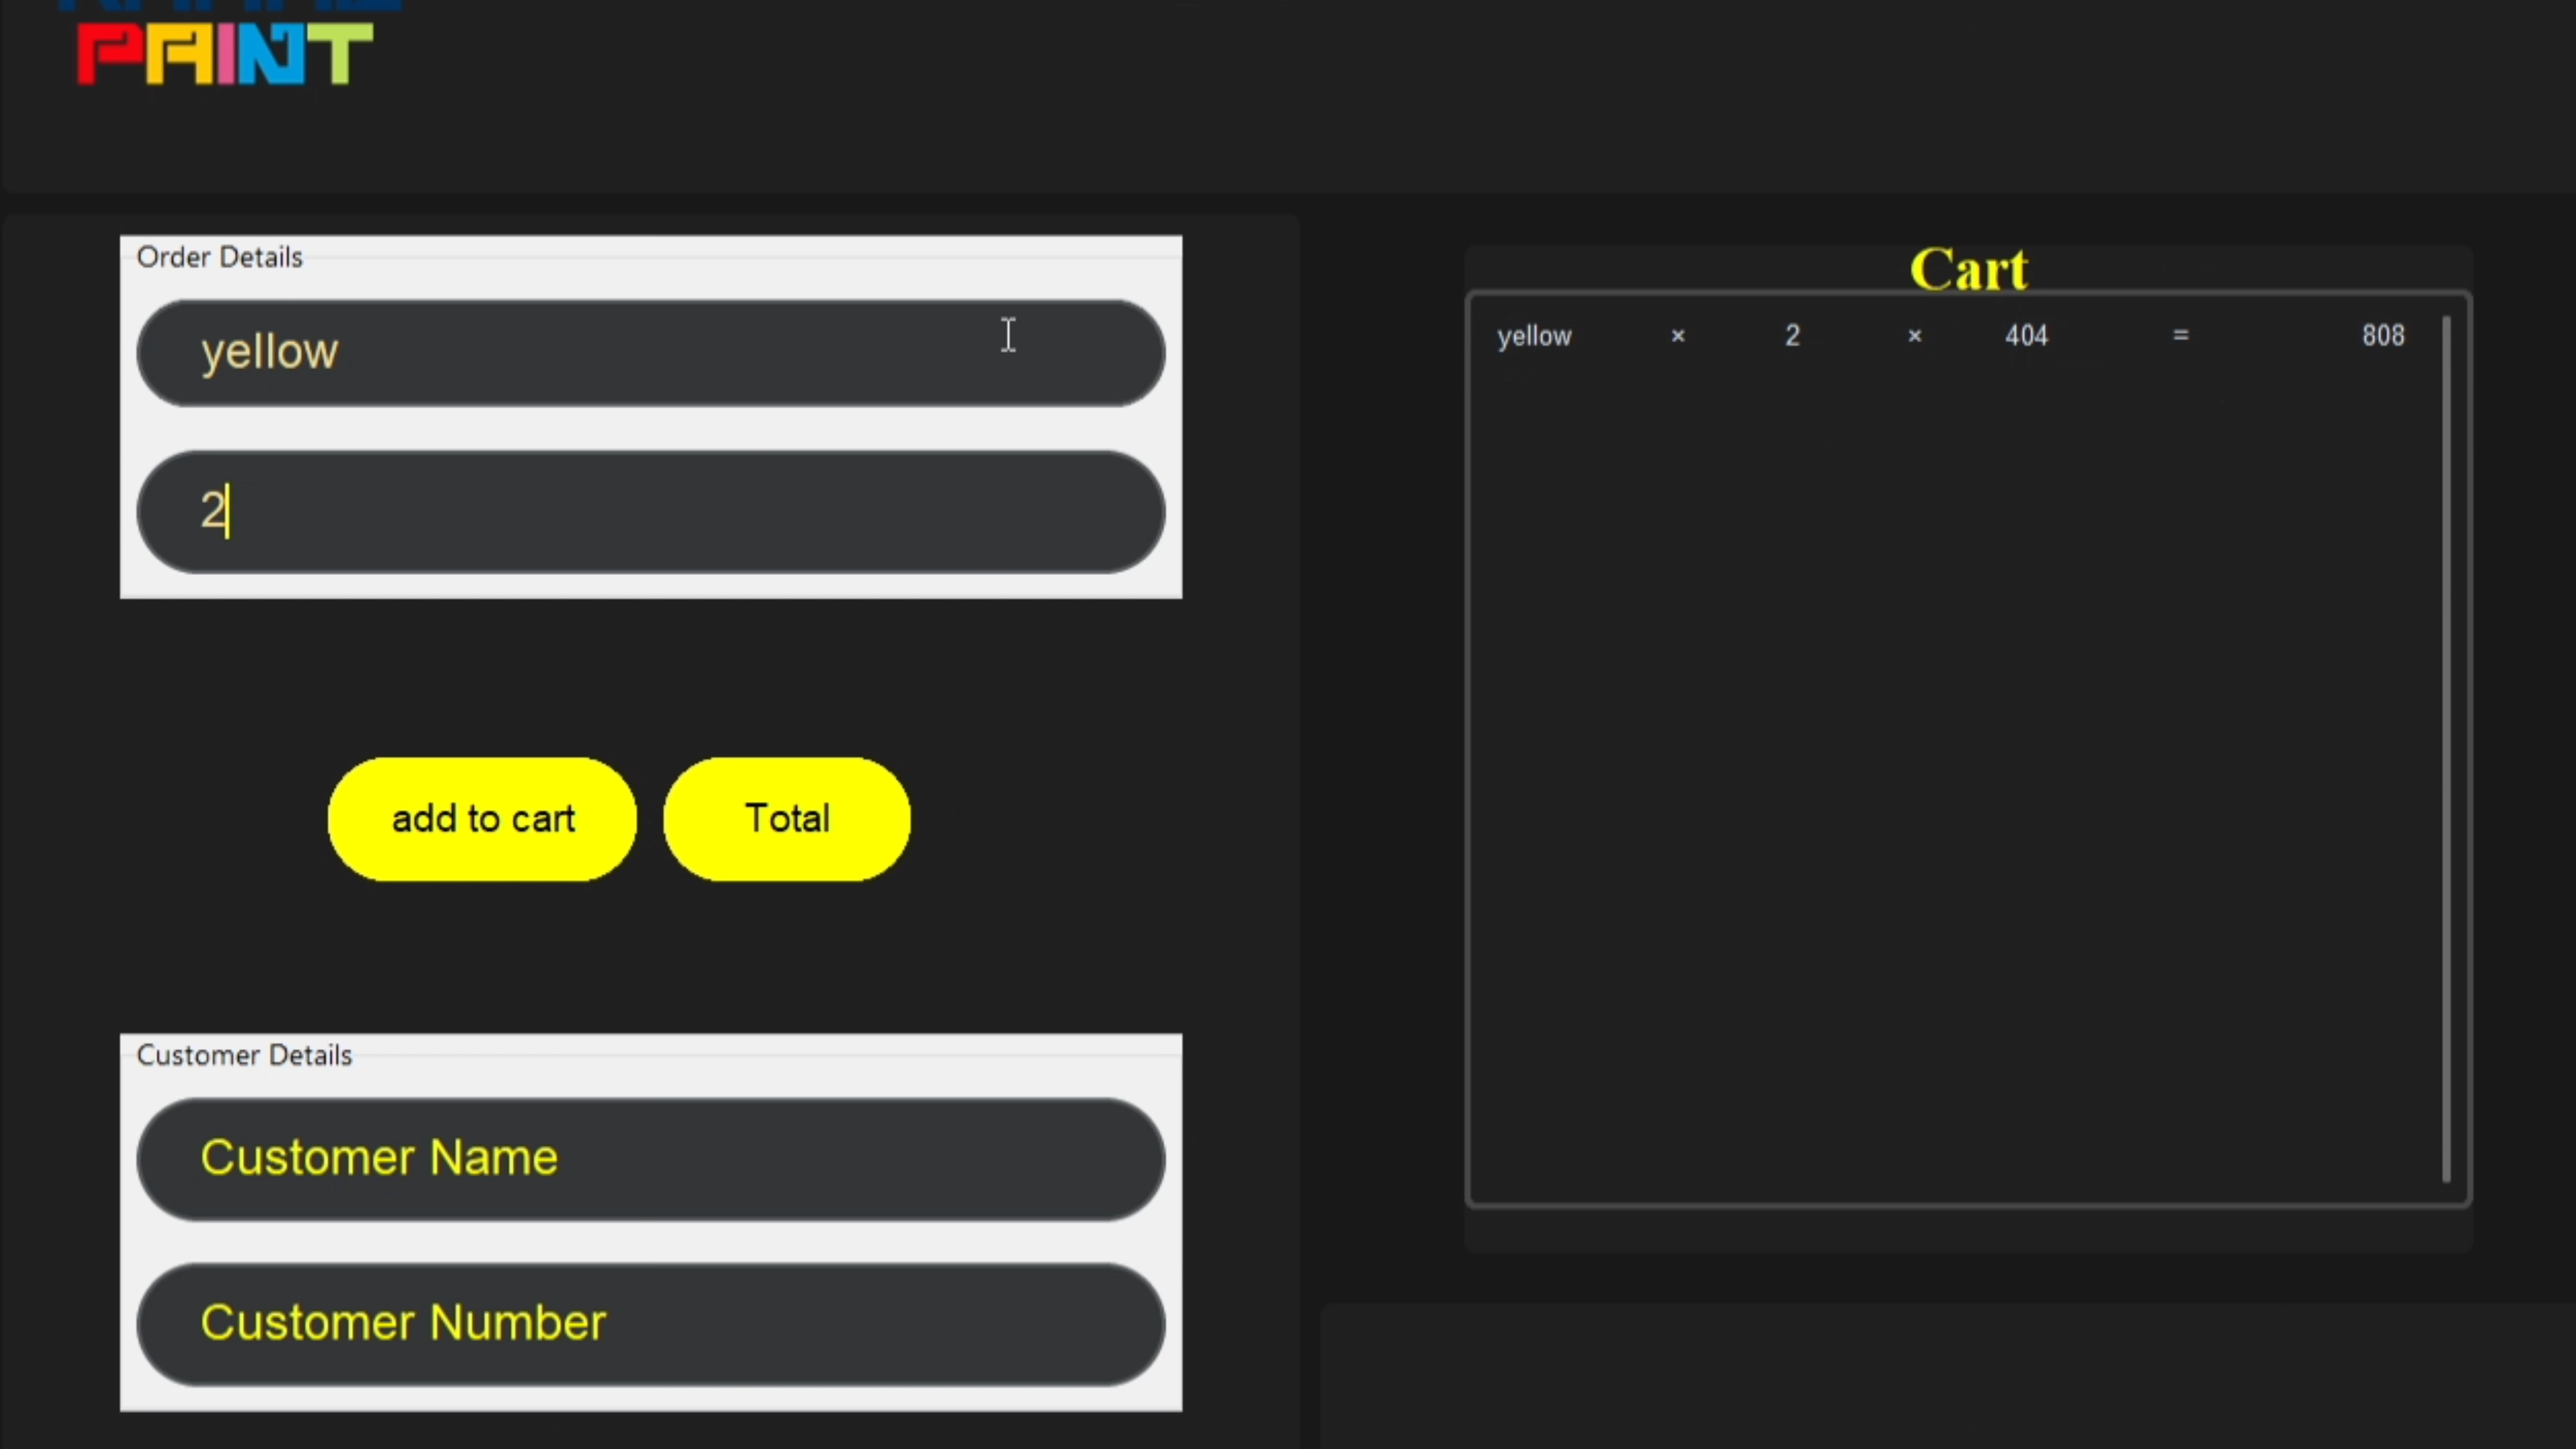 PAINT
Order Details
yellow
2
add to cart
Total
Customer Details
Customer Name
Customer Number
Cart
yellow × 2 × 404 = 808